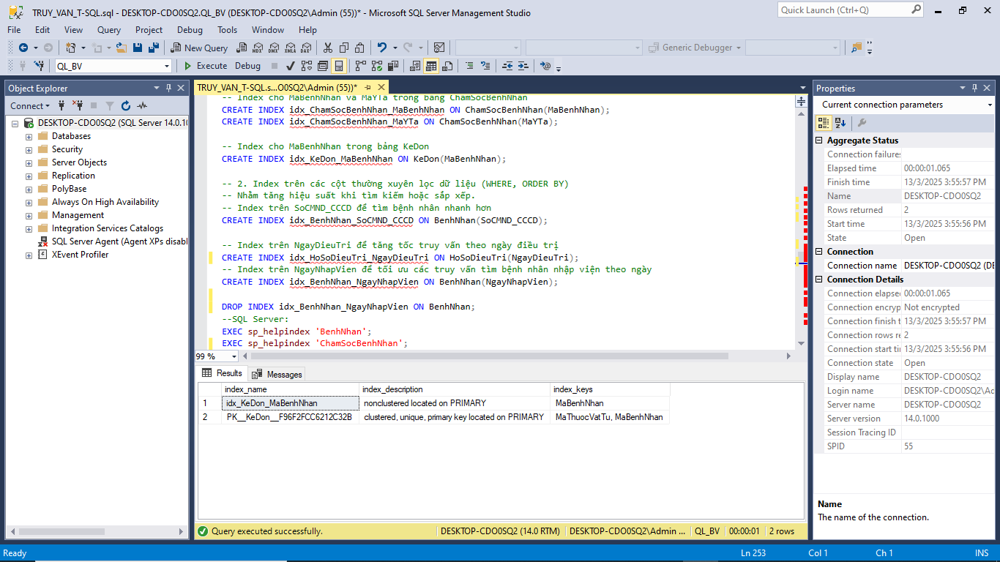 TRUY_VAN_T-SQL.sql - DESKTOP-CDO0SQ2.QL_BV (DESKTOP-CDO0SQ2\Admin (55))* - Microsoft SQL Server Management Studio
Quick Launch (Ctrl+Q)
File Edit View Query Project Debug Tools Window Help
New Query
MDX DMX XMLA DAX
Generic Debugger
QL_BV
Execute Debug
Object Explorer
Connect
DESKTOP-CDO0SQ2 (SQL Server 14.0.10
Databases
Security
Server Objects
Replication
PolyBase
Always On High Availability
Management
Integration Services Catalogs
SQL Server Agent (Agent XPs disabl
XEvent Profiler
TRUY_VAN_T-SQL.s...O0SQ2\Admin (55))*
-- Index cho MaBenhNhan và MaYTa trong bảng ChamSocBenhNhan
CREATE INDEX idx_ChamSocBenhNhan_MaBenhNhan ON ChamSocBenhNhan(MaBenhNhan);
CREATE INDEX idx_ChamSocBenhNhan_MaYTa ON ChamSocBenhNhan(MaYTa);
-- Index cho MaBenhNhan trong bảng KeDon
CREATE INDEX idx_KeDon_MaBenhNhan ON KeDon(MaBenhNhan);
-- 2. Index trên các cột thường xuyên lọc dữ liệu (WHERE, ORDER BY)
-- Nhằm tăng hiệu suất khi tìm kiếm hoặc sắp xếp.
-- Index trên SoCMND_CCCD để tìm bệnh nhân nhanh hơn
CREATE INDEX idx_BenhNhan_SoCMND_CCCD ON BenhNhan(SoCMND_CCCD);
-- Index trên NgayDieuTri để tăng tốc truy vấn theo ngày điều trị
CREATE INDEX idx_HoSoDieuTri_NgayDieuTri ON HoSoDieuTri(NgayDieuTri);
-- Index trên NgayNhapVien để tối ưu các truy vấn tìm bệnh nhân nhập viện theo ngày
CREATE INDEX idx_BenhNhan_NgayNhapVien ON BenhNhan(NgayNhapVien);
DROP INDEX idx_BenhNhan_NgayNhapVien ON BenhNhan;
--SQL Server:
EXEC sp_helpindex 'BenhNhan';
EXEC sp_helpindex 'ChamSocBenhNhan';
99 %
Results Messages
index_name index_description index_keys
1 idx_KeDon_MaBenhNhan nonclustered located on PRIMARY MaBenhNhan
2 PK__KeDon__F96F2FCC6212C32B clustered, unique, primary key located on PRIMARY MaThuocVatTu, MaBenhNhan
Query executed successfully. DESKTOP-CDO0SQ2 (14.0 RTM) DESKTOP-CDO0SQ2\Admin ... QL_BV 00:00:01 2 rows
Properties
Current connection parameters
Aggregate Status
Connection failures
Elapsed time 00:00:01.065
Finish time 13/3/2025 3:55:57 PM
Name DESKTOP-CDO0SQ2
Rows returned 2
Start time 13/3/2025 3:55:56 PM
State Open
Connection
Connection name DESKTOP-CDO0SQ2 (DE
Connection Details
Connection elapse 00:00:01.065
Connection encryp Not encrypted
Connection finish t 13/3/2025 3:55:57 PM
Connection rows re 2
Connection start tir 13/3/2025 3:55:56 PM
Connection state Open
Display name DESKTOP-CDO0SQ2
Login name DESKTOP-CDO0SQ2\Ad
Server name DESKTOP-CDO0SQ2
Server version 14.0.1000
Session Tracing ID
SPID 55
Name
The name of the connection.
Ready Ln 253 Col 1 Ch 1 INS